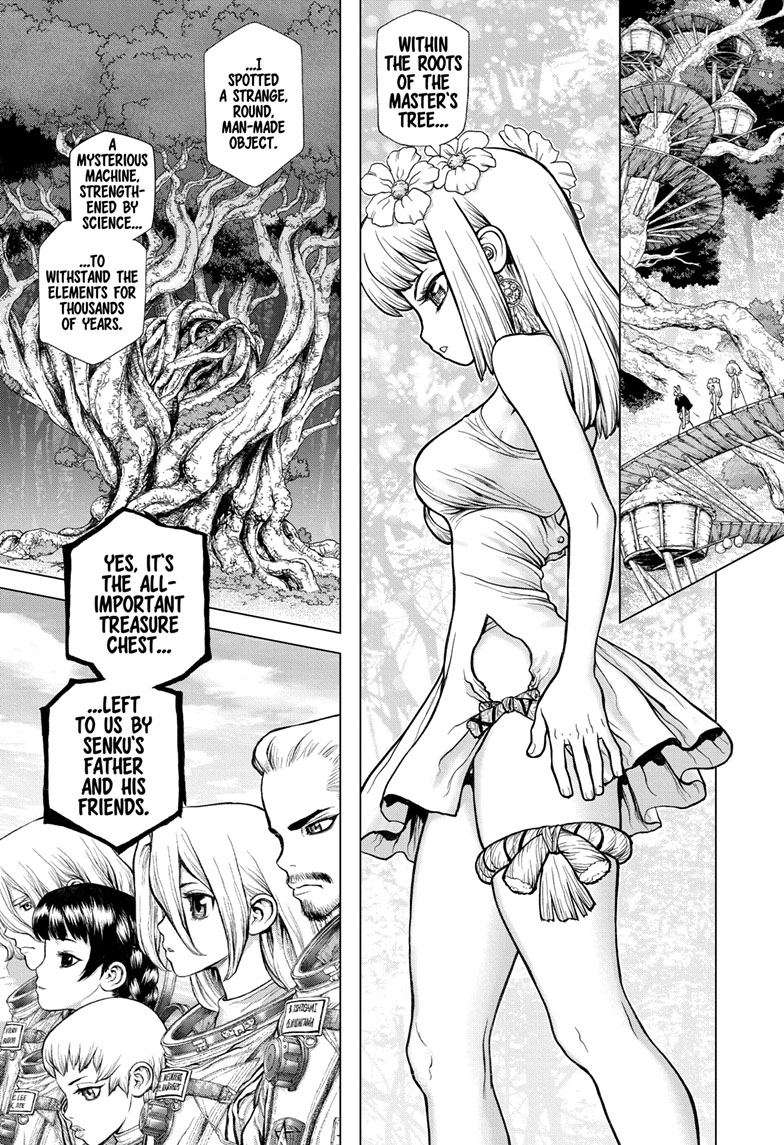 WITHIN
THE ROOTS
OF THE
MASTER'S
TREE...
...I
SPOTTED
A STRANGE,
ROUND,
MAN-MADE
OBJECT.
A
MYSTERIOUS
MACHINE,
STRENGTH-
ENED BY
SCIENCE...
...TO
WITHSTAND THE
ELEMENTS FOR
THOUSANDS
OF YEARS.
YES, IT'S
THE ALL-
IMPORTANT
TREASURE
CHEST...
...LEFT
TO US BY
SENKU'S
FATHER
AND HIS
FRIENDS.
B.ISHIGAMI
C.LEE